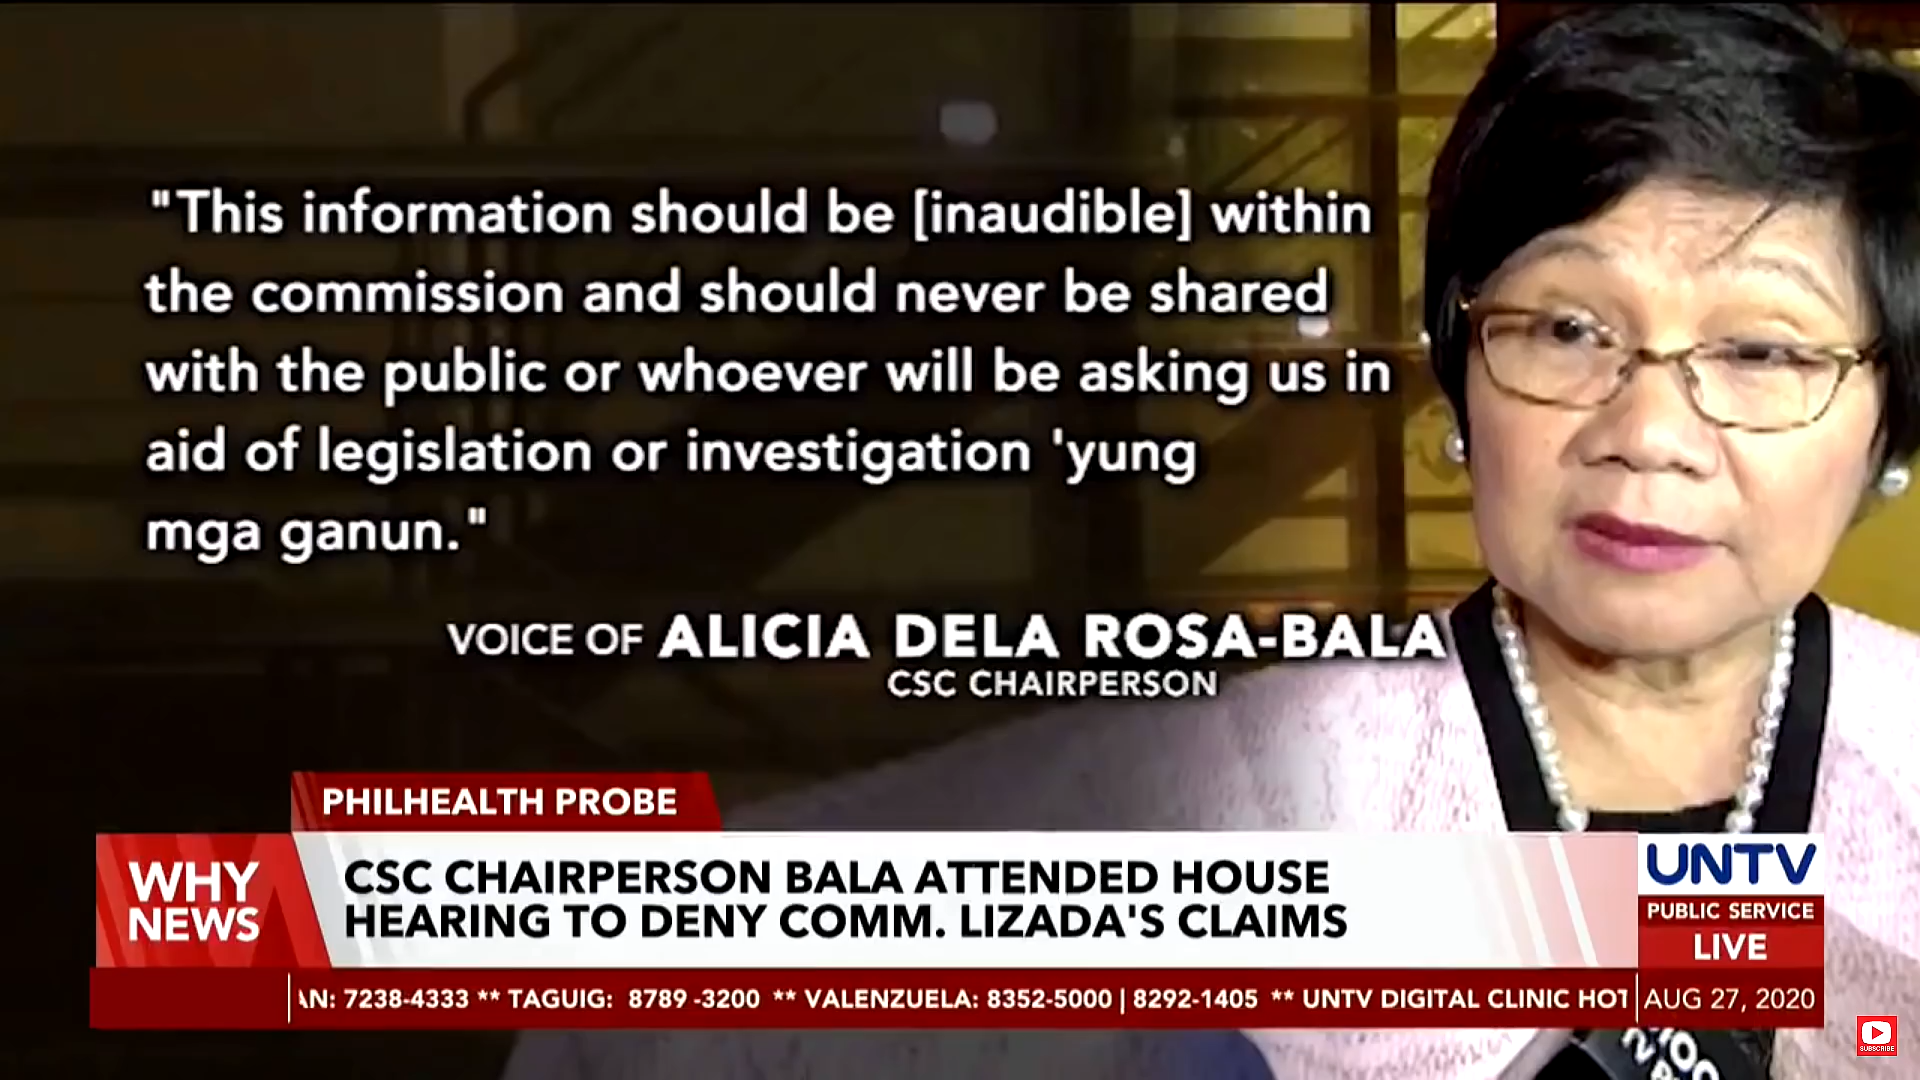 "This information should be [inaudible] within
the commission and should never be shared
with the public or whoever will be asking us in
aid of legislation or investigation 'yung
mga ganun."
VOICE OF ALICIA DELA ROSA-BALA
CSC CHAIRPERSON
PHILHEALTH PROBE
WHY
NEWS
CSC CHAIRPERSON BALA ATTENDED HOUSE
HEARING TO DENY COMM. LIZADA'S CLAIMS
UNTV
PUBLIC SERVICE
LIVE
AN: 7238-4333 ** TAGUIG: 8789 -3200 ** VALENZUELA: 8352-5000 | 8292-1405 ** UNTV DIGITAL CLINIC HOT
AUG 27, 2020
SUBSCRIBE